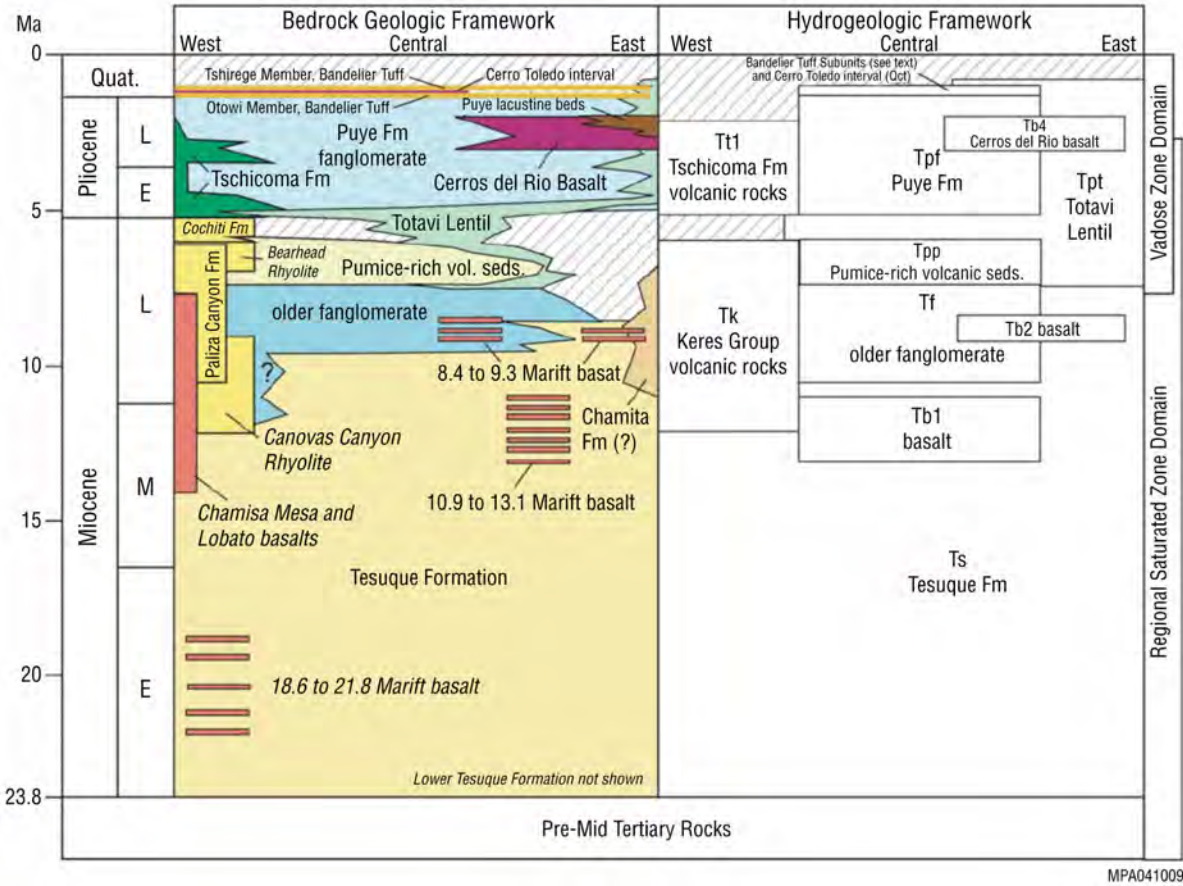 Bedrock Geologic Framework
Hydrogeologic Framework
Ma
West
Central
East
West
Central
East
0
Quat.
Tshirege Member, Bandelier Tuff
Cerro Toledo interval
Otowi Member, Bandelier Tuff
Puye lacustine beds
Bandelier Tuff Subunits (see text)
and Cerro Toledo interval (Qct)
Pliocene
L
E
Puye Fm
fanglomerate
Tschicoma Fm
Cerros del Rio Basalt
Tt1
Tschicoma Fm
volcanic rocks
Tpf
Puye Fm
Tb4
Cerros del Rio basalt
Tpt
Totavi
Lentil
Vadose Zone Domain
5
Cochiti Fm
Totavi Lentil
Bearhead
Rhyolite
Pumice-rich vol. seds.
Tpp
Pumice-rich volcanic seds.
Miocene
L
Paliza Canyon Fm
older fanglomerate
Tk
Keres Group
volcanic rocks
Tf
older fanglomerate
Tb2 basalt
10
?
8.4 to 9.3 Marift basat
Chamita
Fm (?)
Tb1
basalt
Canovas Canyon
Rhyolite
M
10.9 to 13.1 Marift basalt
15
Chamisa Mesa and
Lobato basalts
Tesuque Formation
Ts
Tesuque Fm
Regional Saturated Zone Domain
20
E
18.6 to 21.8 Marift basalt
Lower Tesuque Formation not shown
23.8
Pre-Mid Tertiary Rocks
MPA041009